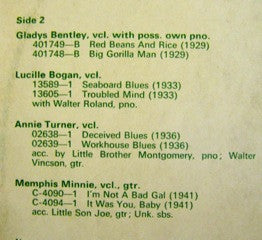 Side 2
Gladys Bentley, vcl. with poss. own pno.
401748—B Red Beans And Rice (1929)
401749—B Big Gorilla Man (1929)
Lucille Bogan, vcl.
13589—1 Seaboard Blues (1933)
13605—1 Troubled Mind (1933)
with Walter Roland, pno.
Annie Turner, vcl.
02638—1 Deceived Blues (1936)
02639—1 Workhouse Blues (1936)
acc. by Little Brother Montgomery, pno; Walter
Vincson, gtr.
Memphis Minnie, vcl., gtr.
C-4090—1 I'm Not A Bad Gal (1941)
C-4094—1 It Was You, Baby (1941)
acc. Little Son Joe, gtr; Unk. sbs.